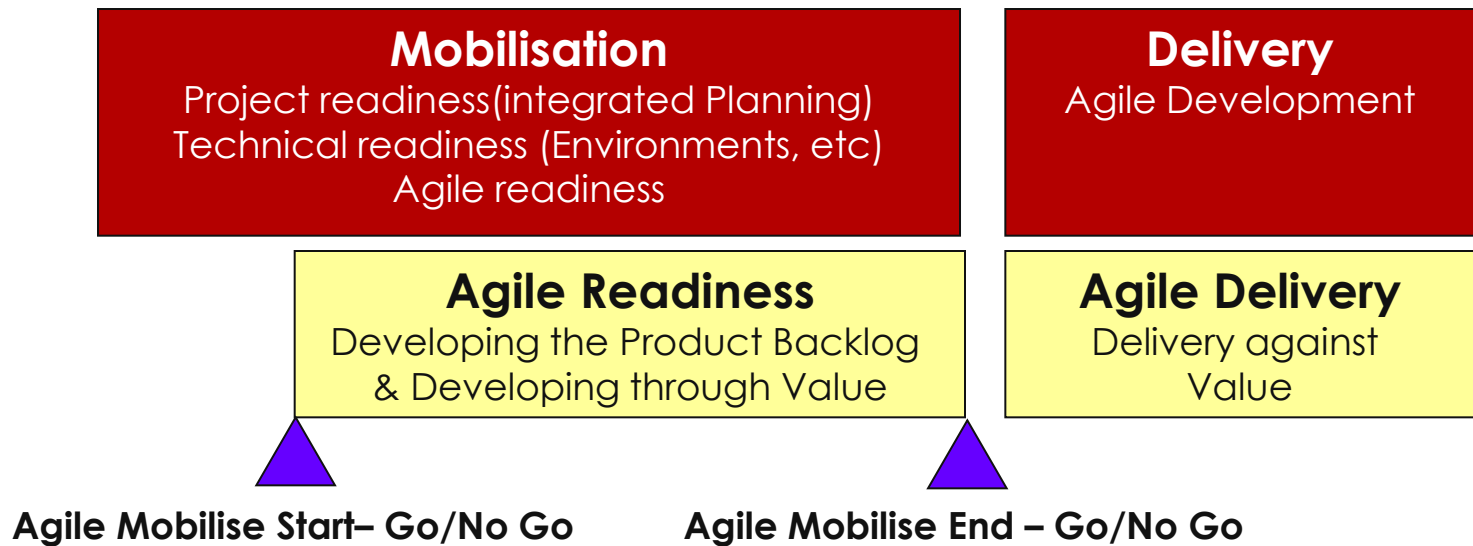 Mobilisation
Project readiness(integrated Planning)
Technical readiness (Environments, etc)
Agile readiness
Delivery
Agile Development
Agile Readiness
Developing the Product Backlog
& Developing through Value
Agile Delivery
Delivery against
Value
Agile Mobilise Start– Go/No Go
Agile Mobilise End – Go/No Go